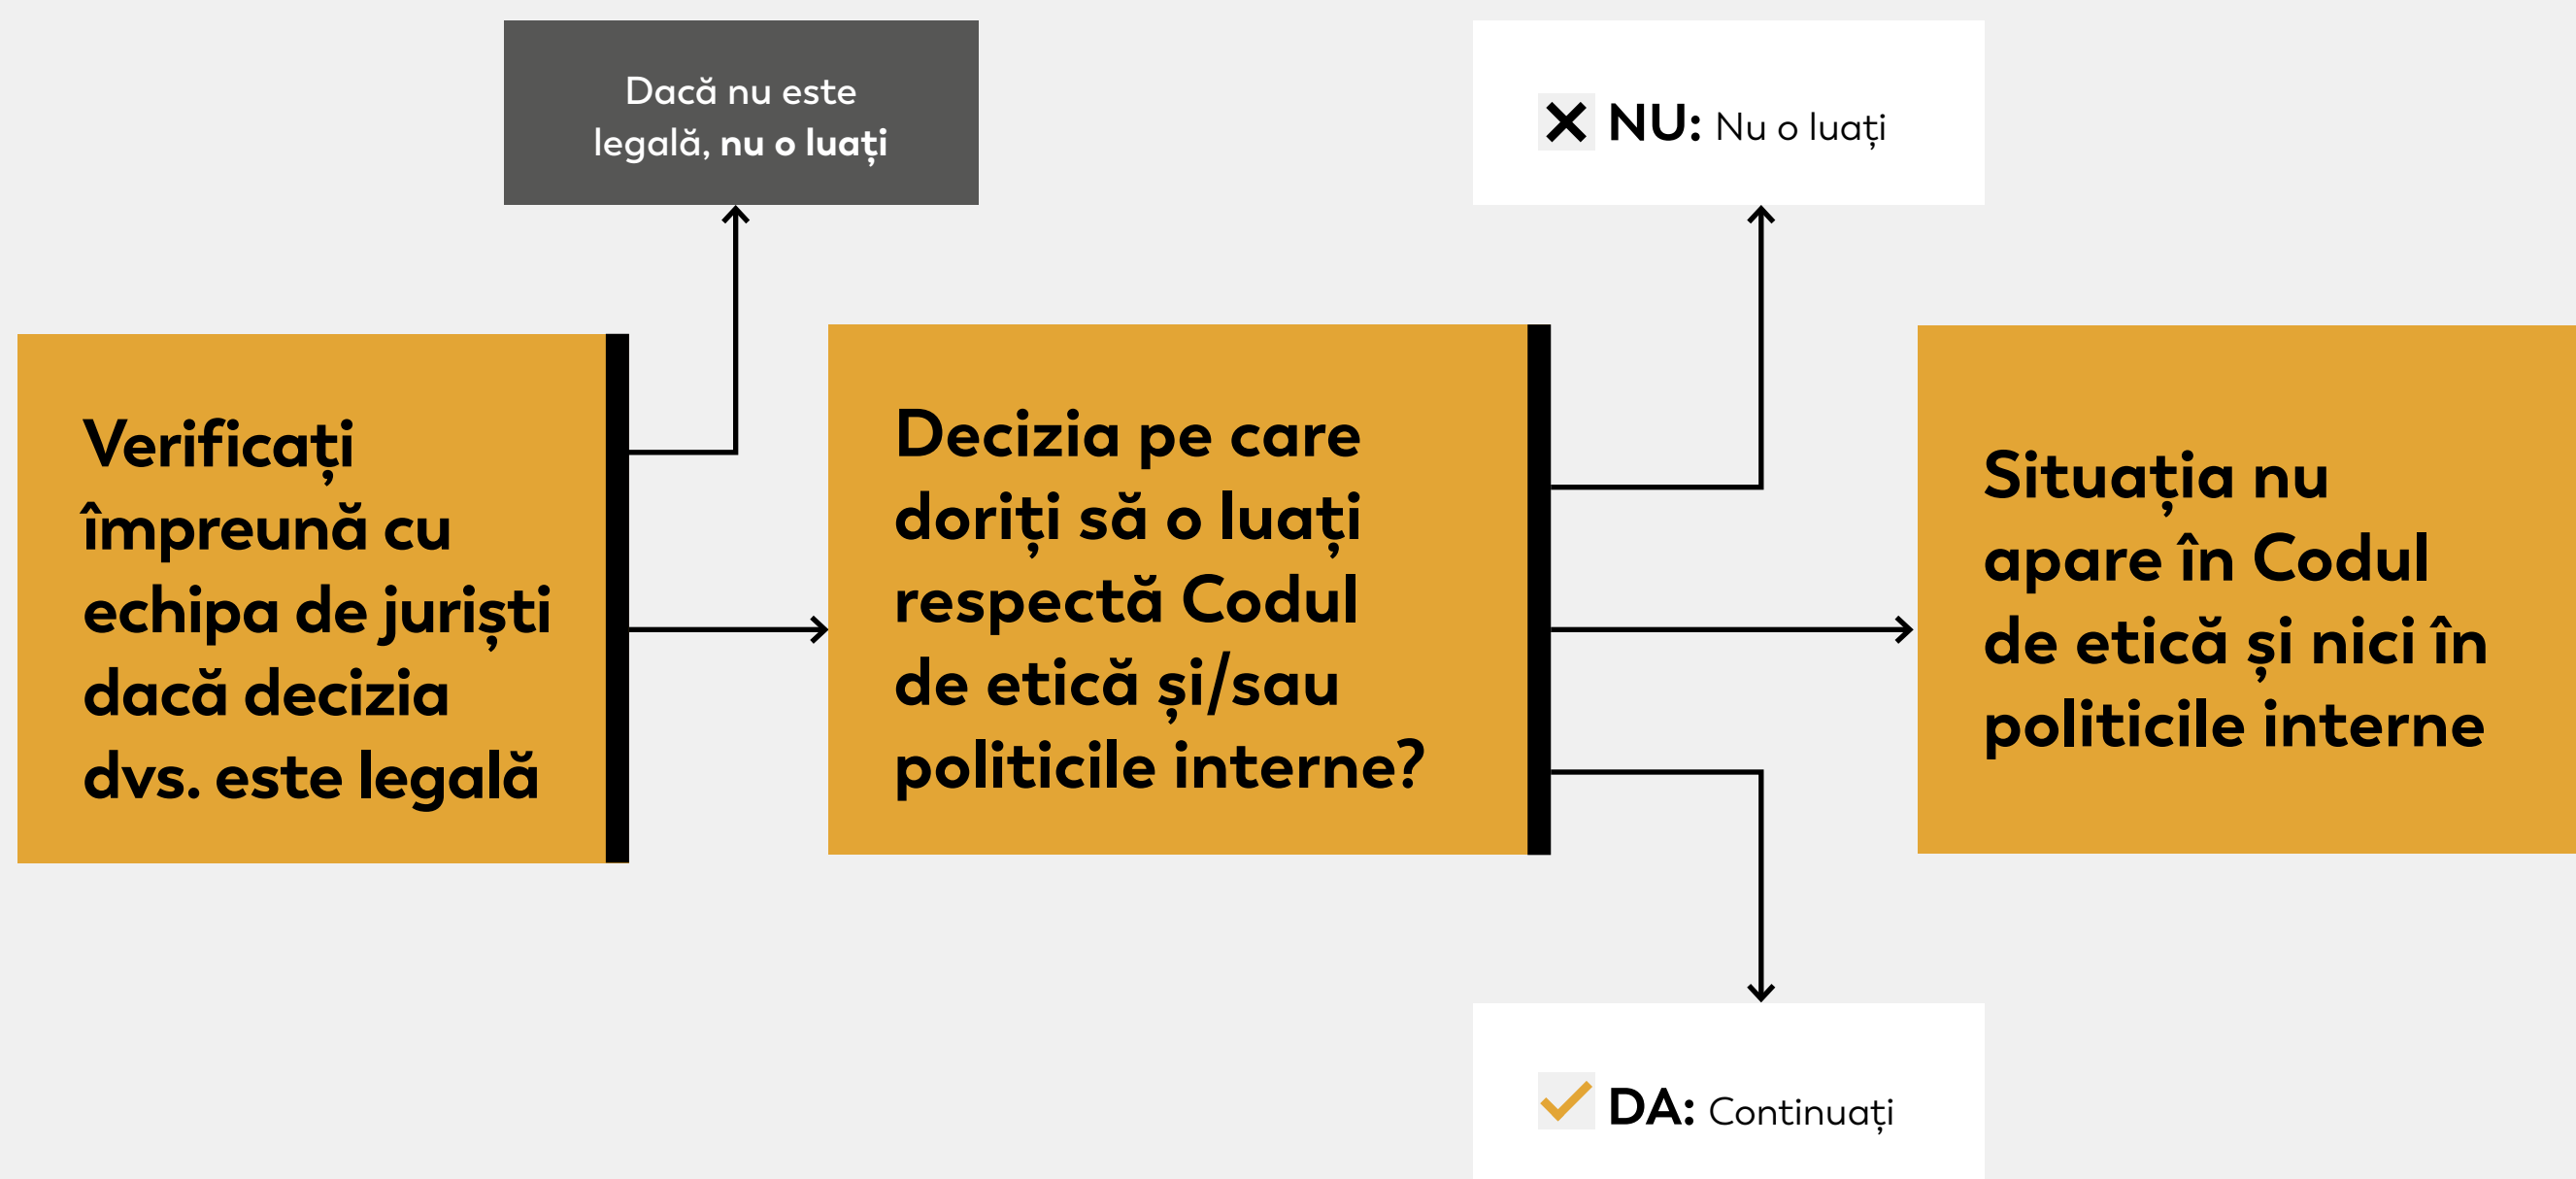 Dacă nu este
legală, nu o luați
NU: Nu o luați
Verificați
împreună cu
echipa de juriști
dacă decizia
dvs. este legală
Decizia pe care
doriți să o luați
respectă Codul
de etică și/sau
politicile interne?
Situația nu
apare în Codul
de etică și nici în
politicile interne
DA: Continuați